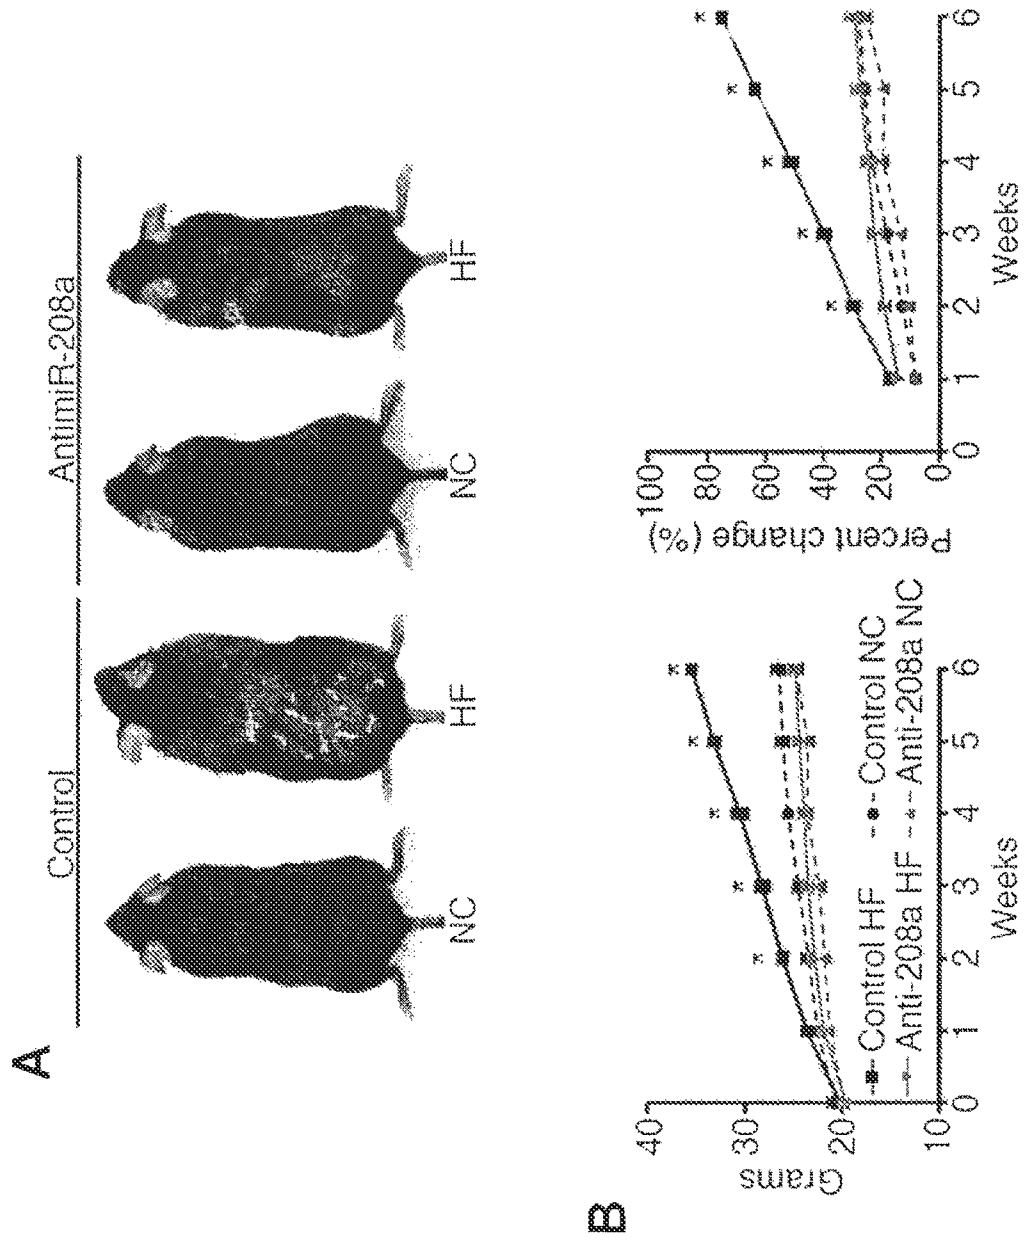 A
Control
AntimiR-208a
NC
HF
NC
HF
B
Grams
40
30
20
10
0
1
2
3
4
5
6
Weeks
Control HF
Control NC
Anti-208a HF
Anti-208a NC
Percent change (%)
100
80
60
40
20
0
0
1
2
3
4
5
6
Weeks
*
*
*
*
*
*
*
*
*
*